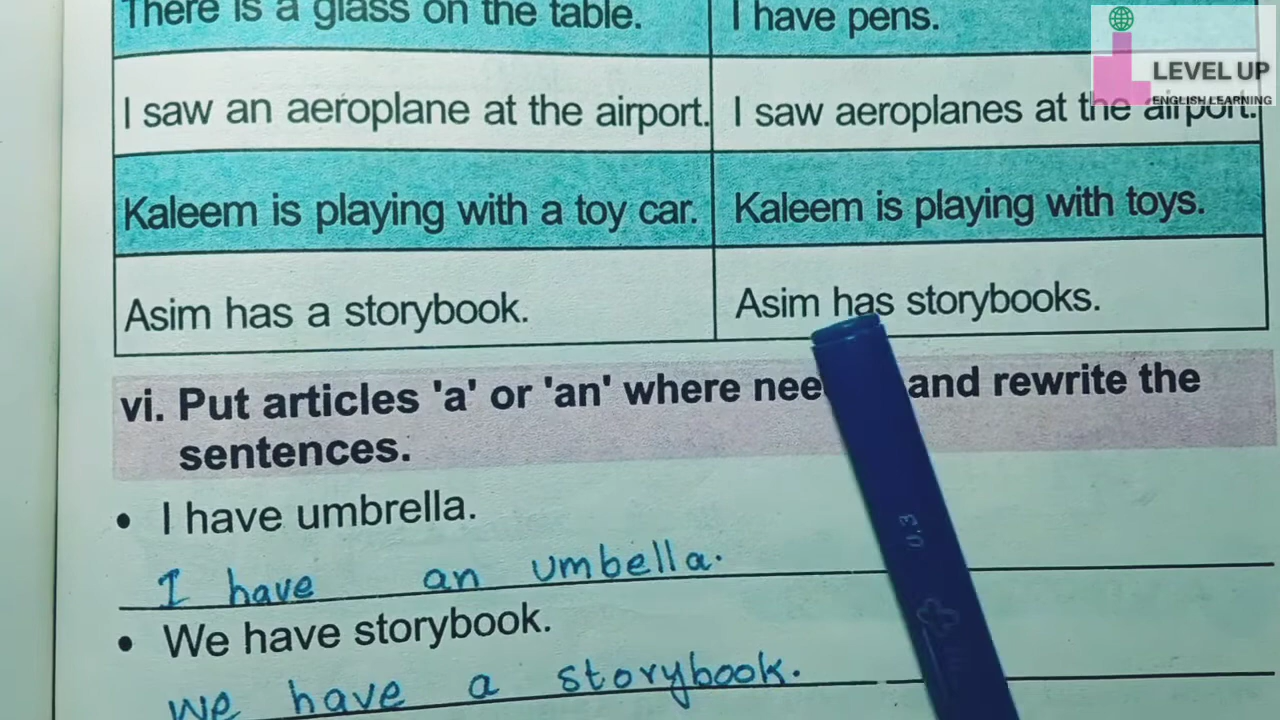 There is a glass on the table. I have pens.
LEVEL UP
ENGLISH LEARNING
I saw an aeroplane at the airport. I saw aeroplanes at the airport.
Kaleem is playing with a toy car. Kaleem is playing with toys.
Asim has a storybook. Asim has storybooks.
vi. Put articles 'a' or 'an' where and rewrite the
sentences.
• I have umbrella.
I have an umbella.
• We have storybook.
We have a storybook.
0.3